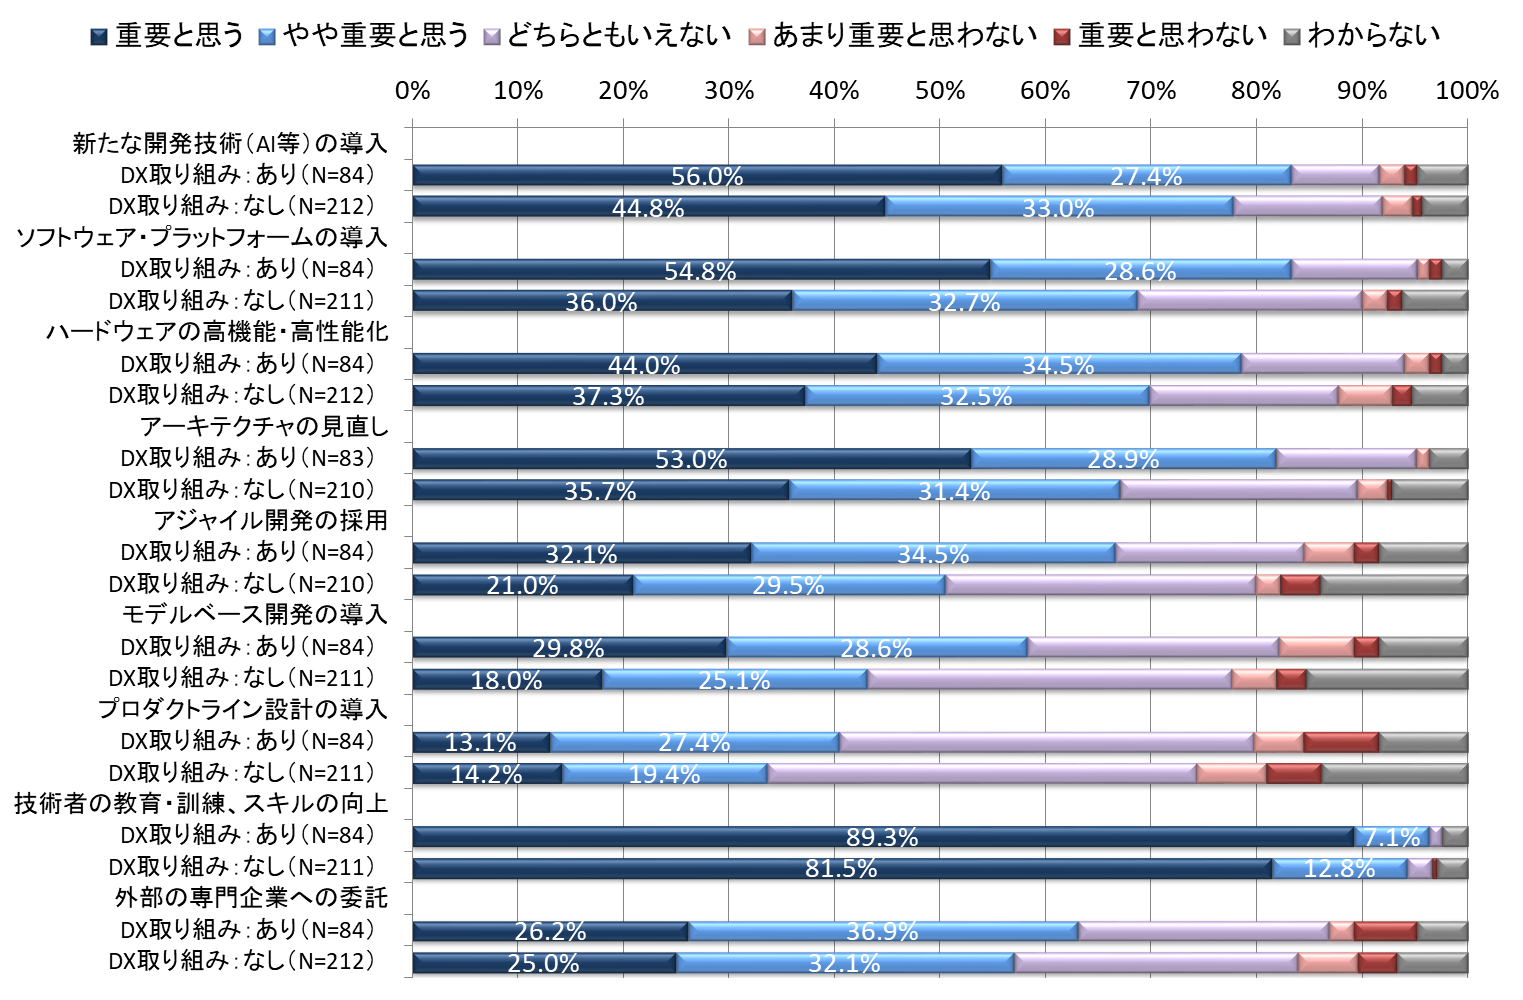 重要と思う やや重要と思う どちらともいえない あまり重要と思わない 重要と思わない わからない
0% 10% 20% 30% 40% 50% 60% 70% 80% 90% 100%
新たな開発技術（AI等）の導入
DX取り組み：あり（N=84） 56.0% 27.4%
DX取り組み：なし（N=212） 44.8% 33.0%
ソフトウェア・プラットフォームの導入
DX取り組み：あり（N=84） 54.8% 28.6%
DX取り組み：なし（N=211） 36.0% 32.7%
ハードウェアの高機能・高性能化
DX取り組み：あり（N=84） 44.0% 34.5%
DX取り組み：なし（N=212） 37.3% 32.5%
アーキテクチャの見直し
DX取り組み：あり（N=83） 53.0% 28.9%
DX取り組み：なし（N=210） 35.7% 31.4%
アジャイル開発の採用
DX取り組み：あり（N=84） 32.1% 34.5%
DX取り組み：なし（N=210） 21.0% 29.5%
モデルベース開発の導入
DX取り組み：あり（N=84） 29.8% 28.6%
DX取り組み：なし（N=211） 18.0% 25.1%
プロダクトライン設計の導入
DX取り組み：あり（N=84） 13.1% 27.4%
DX取り組み：なし（N=211） 14.2% 19.4%
技術者の教育・訓練、スキルの向上
DX取り組み：あり（N=84） 89.3% 7.1%
DX取り組み：なし（N=211） 81.5% 12.8%
外部の専門企業への委託
DX取り組み：あり（N=84） 26.2% 36.9%
DX取り組み：なし（N=212） 25.0% 32.1%